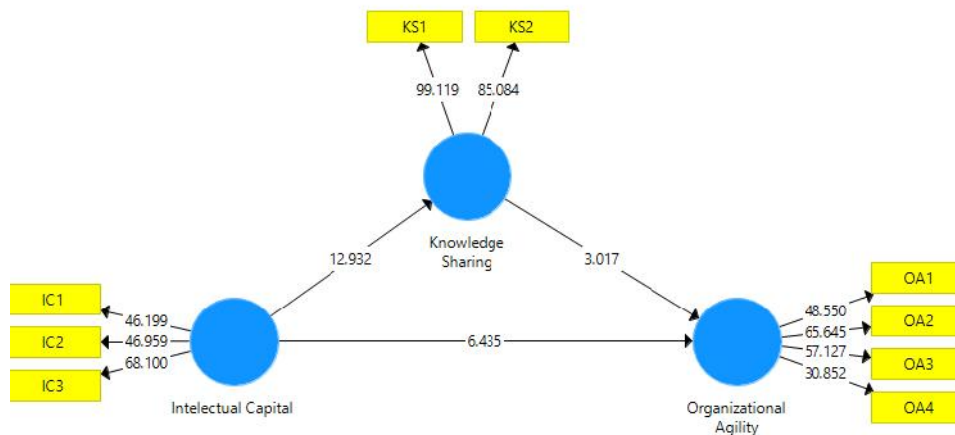 KS1
KS2
99.119
85.084
Knowledge
Sharing
12.932
3.017
IC1
IC2
IC3
46.199
46.959
68.100
Intelectual Capital
6.435
48.550
65.645
57.127
30.852
OA1
OA2
OA3
OA4
Organizational
Agility